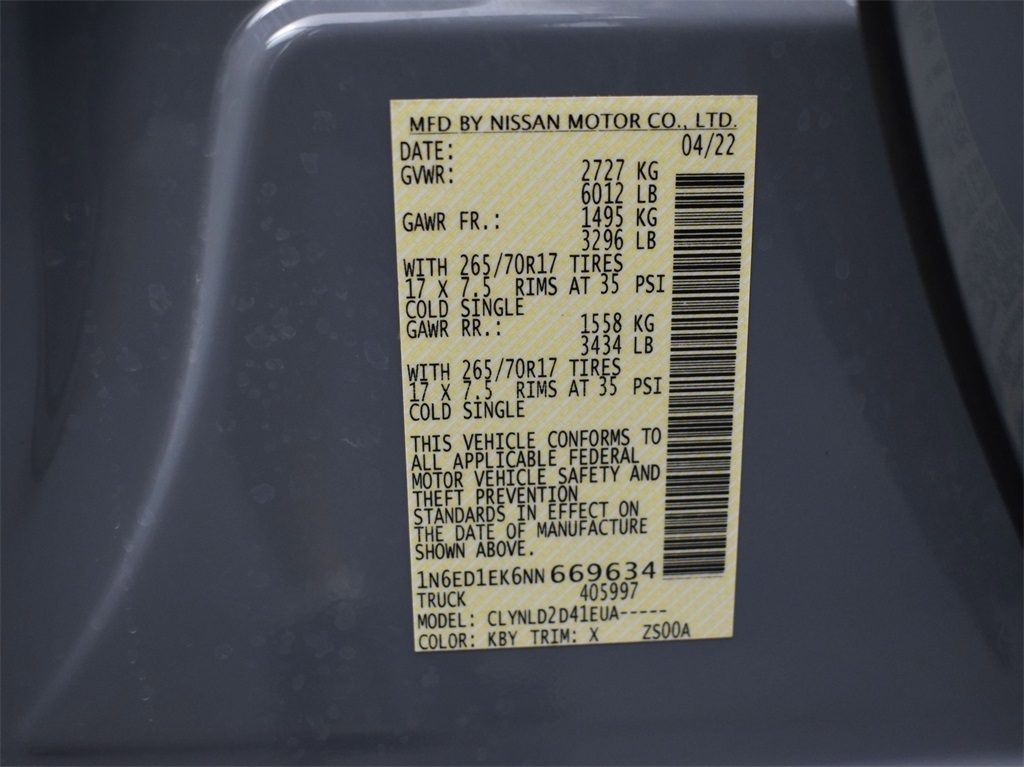 MFD BY NISSAN MOTOR CO., LTD.
DATE: 04/22
GVWR: 2727 KG
6012 LB
GAWR FR.: 1495 KG
3296 LB
WITH 265/70R17 TIRES
17 X 7.5 RIMS AT 35 PSI
COLD SINGLE
GAWR RR.: 1558 KG
3434 LB
WITH 265/70R17 TIRES
17 X 7.5 RIMS AT 35 PSI
COLD SINGLE
THIS VEHICLE CONFORMS TO
ALL APPLICABLE FEDERAL
MOTOR VEHICLE SAFETY AND
THEFT PREVENTION
STANDARDS IN EFFECT ON
THE DATE OF MANUFACTURE
SHOWN ABOVE.
1N6ED1EK6NN669634
TRUCK 405997
MODEL: CLYNLD2D41EUA-----
COLOR: KBY TRIM: X ZS00A